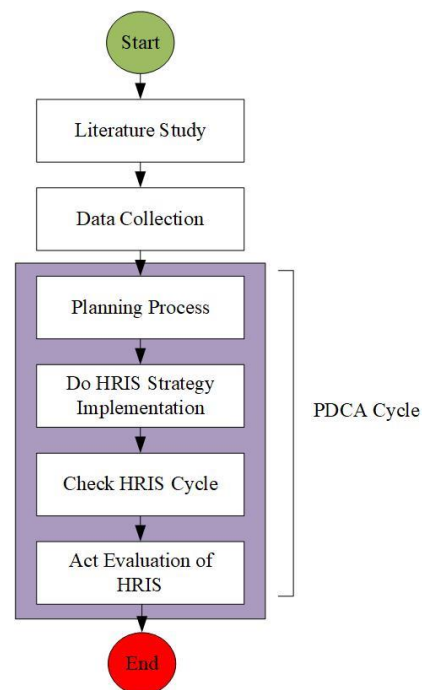 Start
Literature Study
Data Collection
Planning Process
Do HRIS Strategy
Implementation
Check HRIS Cycle
Act Evaluation of
HRIS
PDCA Cycle
End